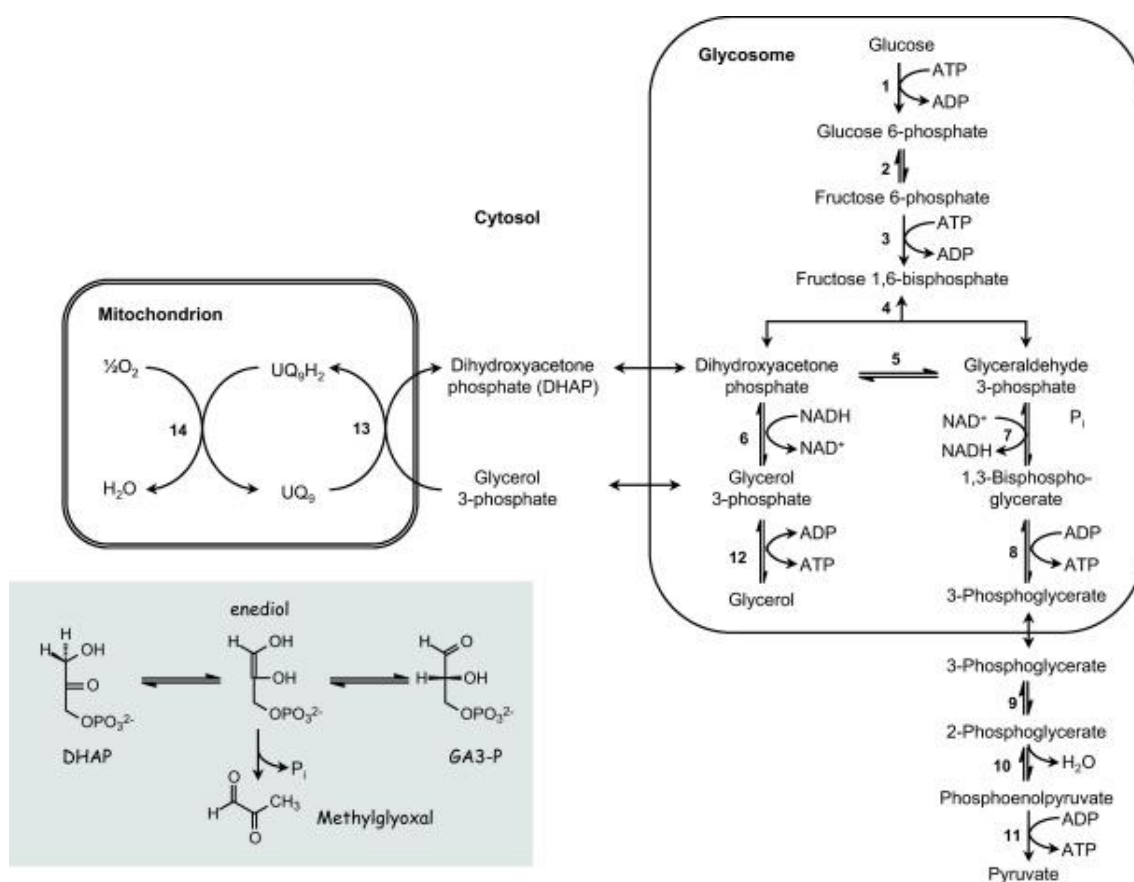 Glycosome
Glucose
1
ATP
ADP
Glucose 6-phosphate
2
Fructose 6-phosphate
3
ATP
ADP
Fructose 1,6-bisphosphate
4
Cytosol
Mitochondrion
½O₂
UQ₉H₂
14
13
H₂O
UQ₉
Dihydroxyacetone
phosphate (DHAP)
Glycerol
3-phosphate
Dihydroxyacetone
phosphate
5
Glyceraldehyde
3-phosphate
6
NADH
NAD⁺
NAD⁺
7
NADH
Pᵢ
Glycerol
3-phosphate
1,3-Bisphospho-
glycerate
12
ADP
ATP
8
ADP
ATP
Glycerol
3-Phosphoglycerate
3-Phosphoglycerate
9
2-Phosphoglycerate
10
H₂O
Phosphoenolpyruvate
11
ADP
ATP
Pyruvate
enediol
H
H
OH
O
OPO₃²⁻
DHAP
H
OH
OH
OPO₃²⁻
H
O
H
OH
OPO₃²⁻
GA3-P
Pᵢ
O
H
CH₃
O
Methylglyoxal